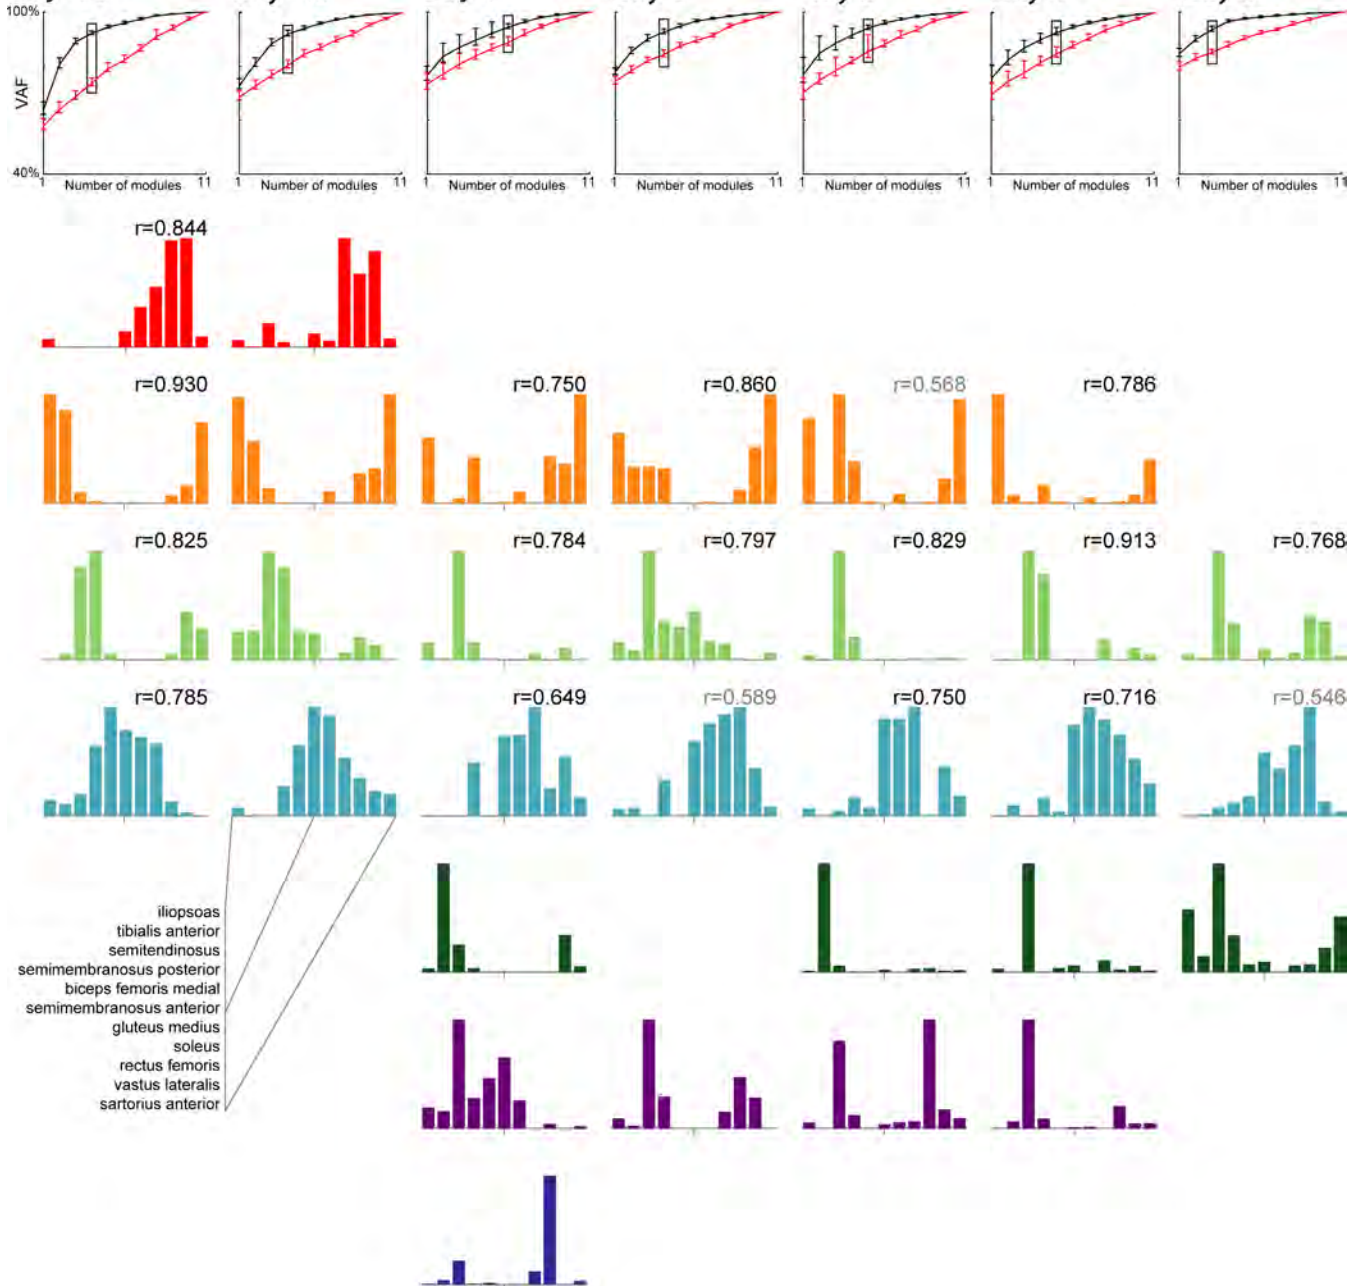 100%
VAF
40%
1 Number of modules 11
1 Number of modules 11
1 Number of modules 11
1 Number of modules 11
1 Number of modules 11
1 Number of modules 11
1 Number of modules 11
r=0.844
r=0.930 r=0.750 r=0.860 r=0.568 r=0.786
r=0.825 r=0.784 r=0.797 r=0.829 r=0.913 r=0.768
r=0.785 r=0.649 r=0.589 r=0.750 r=0.716 r=0.546
iliopsoas
tibialis anterior
semitendinosus
semimembranosus posterior
biceps femoris medial
semimembranosus anterior
gluteus medius
soleus
rectus femoris
vastus lateralis
sartorius anterior